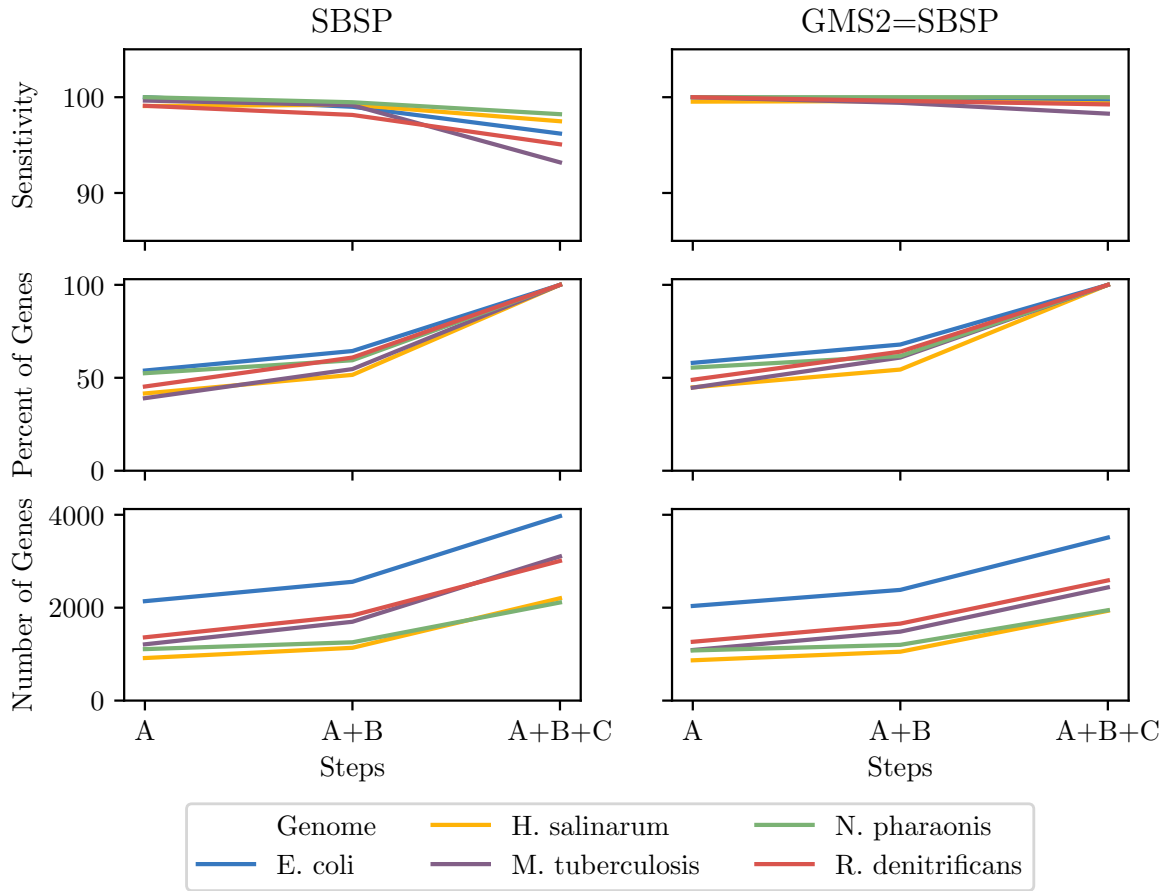 SBSP
GMS2=SBSP
Sensitivity
100
90
Percent of Genes
100
50
0
Number of Genes
4000
2000
0
A
A+B
A+B+C
A
A+B
A+B+C
Steps
Steps
Genome
H. salinarum
N. pharaonis
E. coli
M. tuberculosis
R. denitrificans